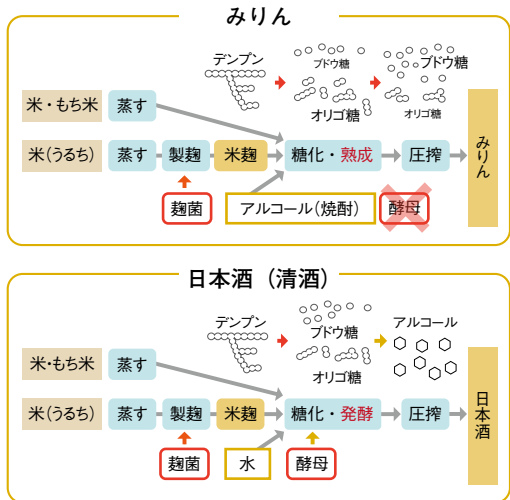 みりん
デンプン
ブドウ糖
ブドウ糖
オリゴ糖
オリゴ糖
米・もち米
蒸す
米(うるち)
蒸す
製麹
米麹
糖化・熟成
圧搾
みりん
麹菌
アルコール(焼酎)
酵母
日本酒(清酒)
デンプン
ブドウ糖
アルコール
オリゴ糖
米・もち米
蒸す
米(うるち)
蒸す
製麹
米麹
糖化・発酵
圧搾
日本酒
麹菌
水
酵母